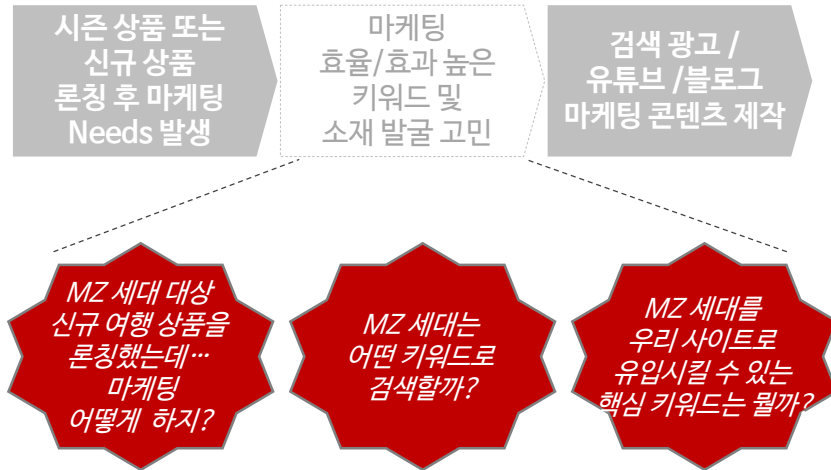 시즌 상품 또는
신규 상품
론칭 후 마케팅
Needs 발생
마케팅
효율/효과 높은
키워드 및
소재 발굴 고민
검색 광고 /
유튜브 /블로그
마케팅 콘텐츠 제작
MZ 세대 대상
신규 여행 상품을
론칭했는데…
마케팅
어떻게 하지?
MZ 세대는
어떤 키워드로
검색할까?
MZ 세대를
우리 사이트로
유입시킬 수 있는
핵심 키워드는 뭘까?